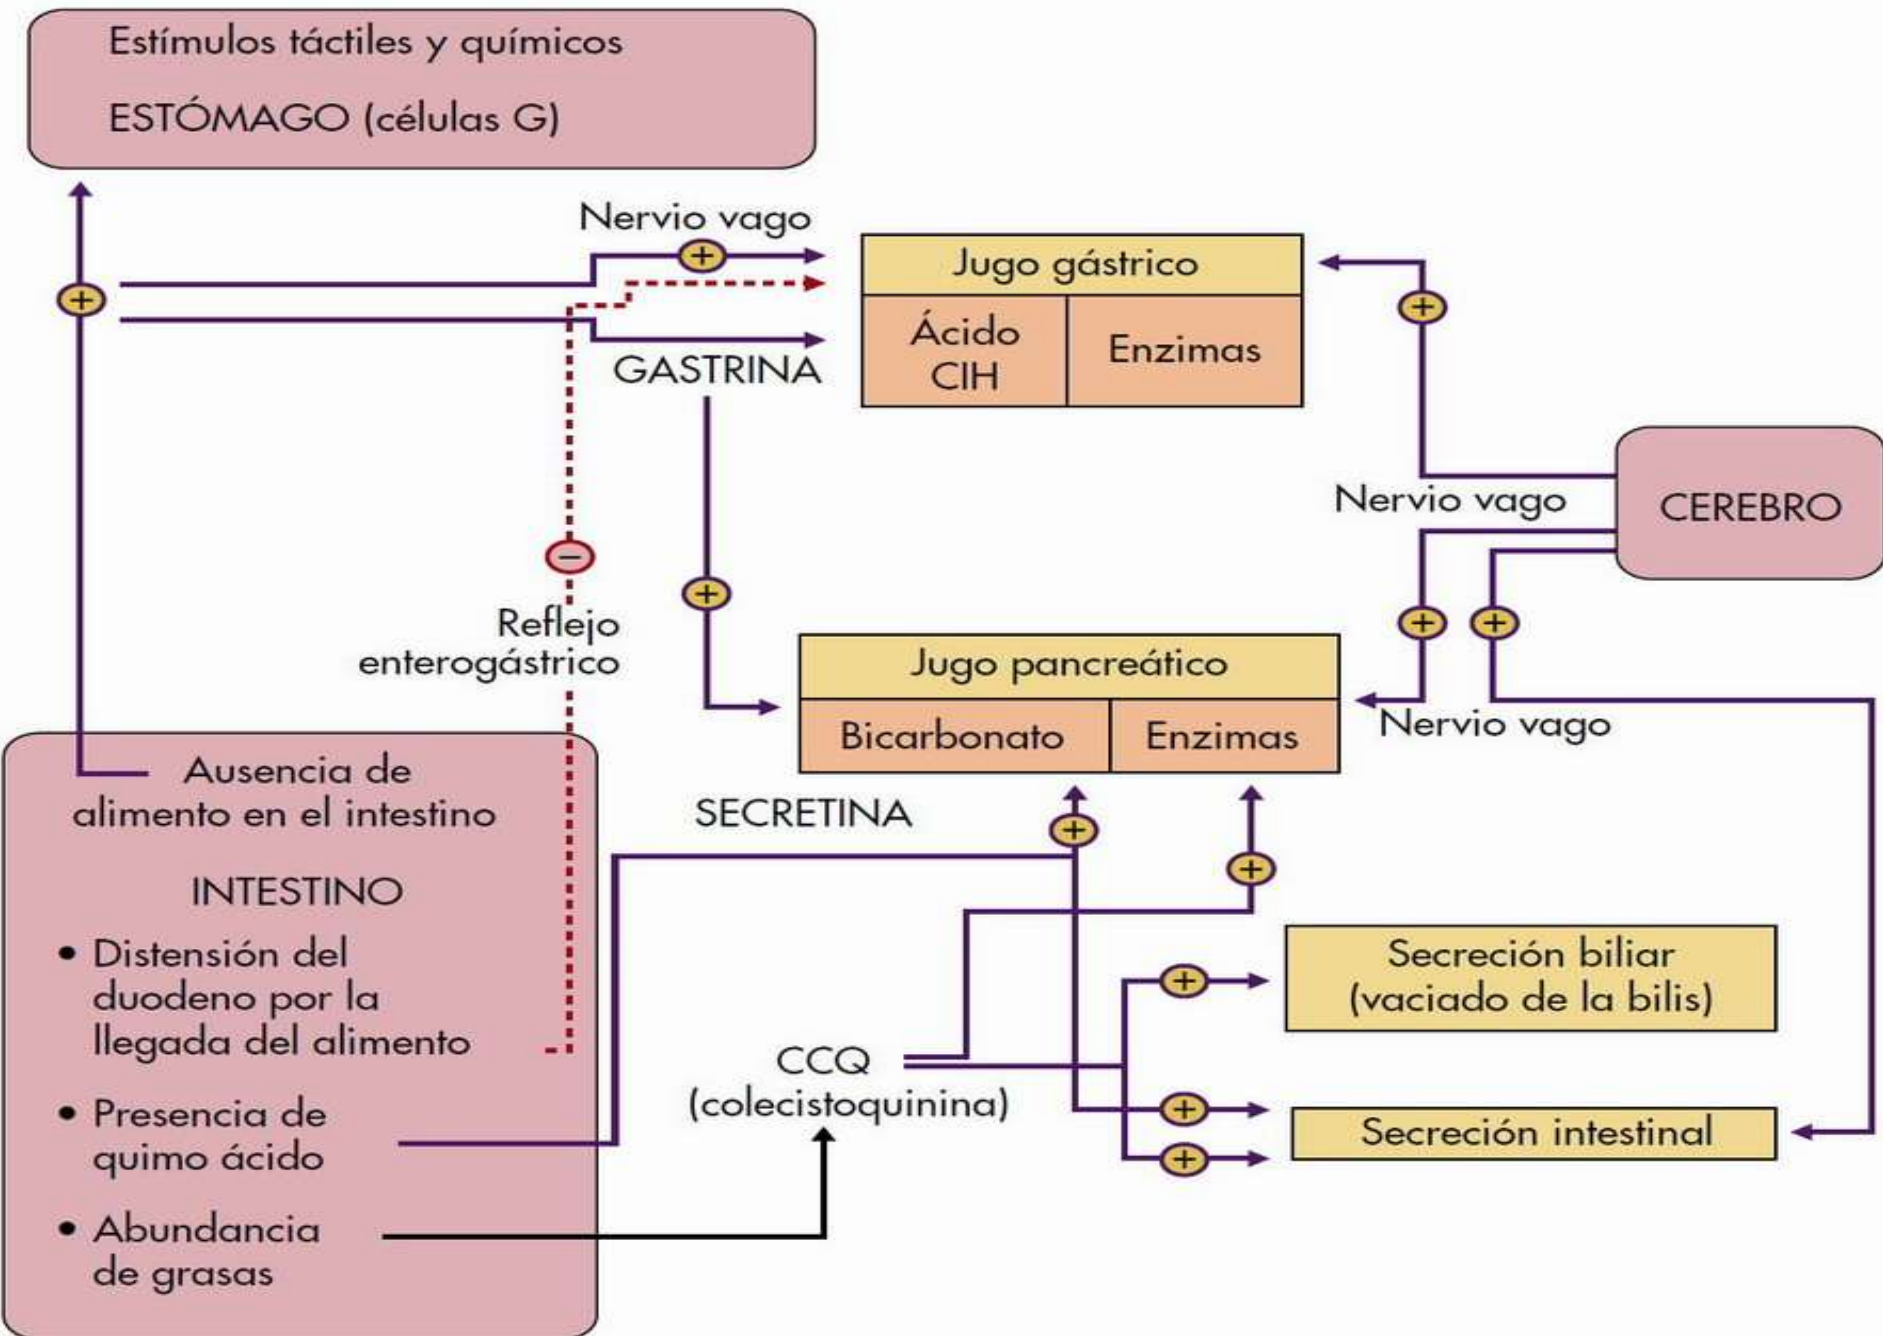 Estímulos táctiles y químicos
ESTÓMAGO (células G)
Nervio vago
+
+
Jugo gástrico
+
Ácido
ClH
Enzimas
GASTRINA
Nervio vago
CEREBRO
−
+
Reflejo
enterogástrico
+
+
Jugo pancreático
Bicarbonato
Enzimas
Nervio vago
Ausencia de
alimento en el intestino
SECRETINA
+
+
INTESTINO
• Distensión del
duodeno por la
llegada del alimento
+
Secreción biliar
(vaciado de la bilis)
CCQ
(colecistoquinina)
• Presencia de
quimo ácido
+
+
Secreción intestinal
• Abundancia
de grasas